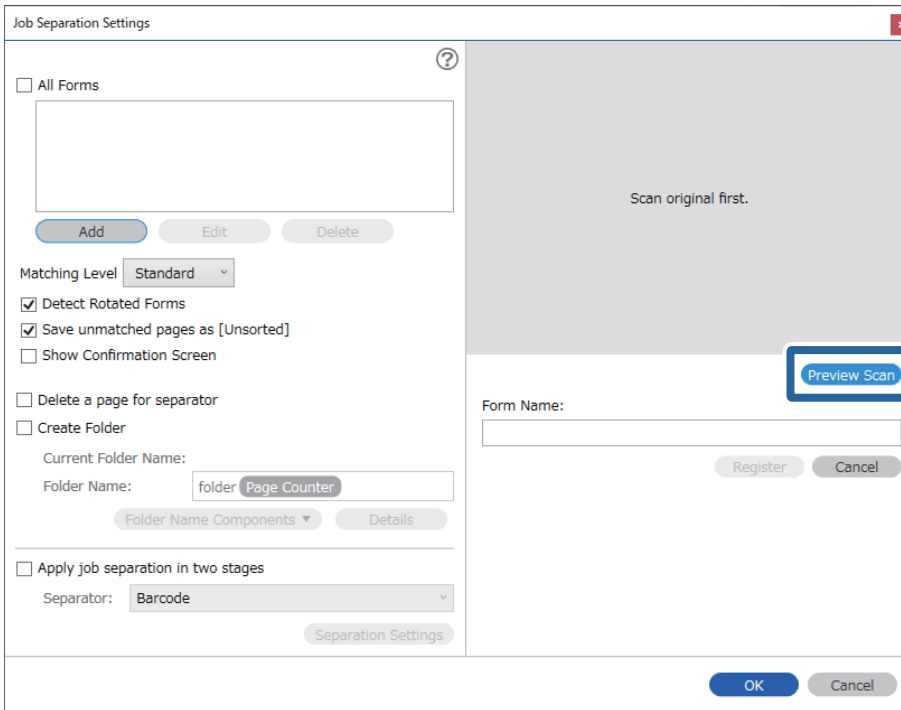 Job Separation Settings
All Forms
Add Edit Delete
Matching Level Standard
Detect Rotated Forms
Save unmatched pages as [Unsorted]
Show Confirmation Screen
Delete a page for separator
Create Folder
Current Folder Name:
Folder Name: folder Page Counter
Folder Name Components ▼ Details
Apply job separation in two stages
Separator: Barcode
Separation Settings
Scan original first.
Preview Scan
Form Name:
Register Cancel
OK Cancel